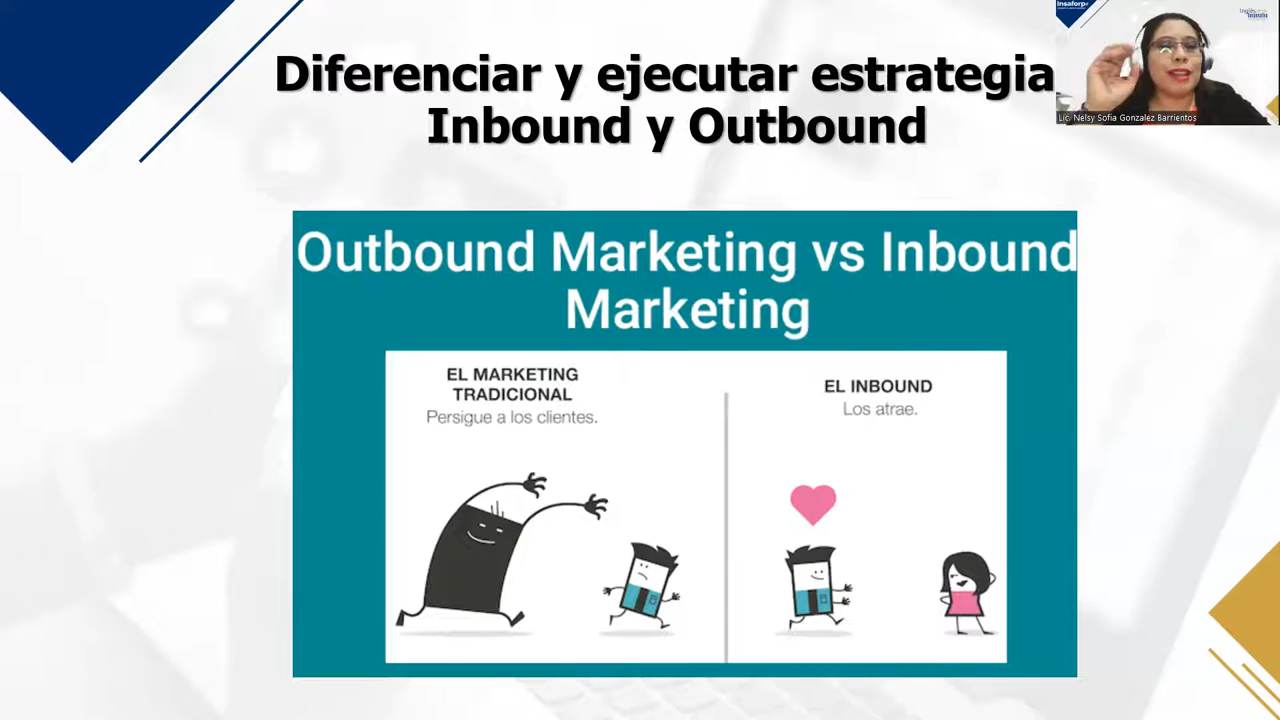 Diferenciar y ejecutar estrategia
Inbound y Outbound
Insaforp
Inglés
Lic. Nelsy Sofia Gonzalez Barrientos
Outbound Marketing vs Inbound
Marketing
EL MARKETING
TRADICIONAL
Persigue a los clientes.
EL INBOUND
Los atrae.